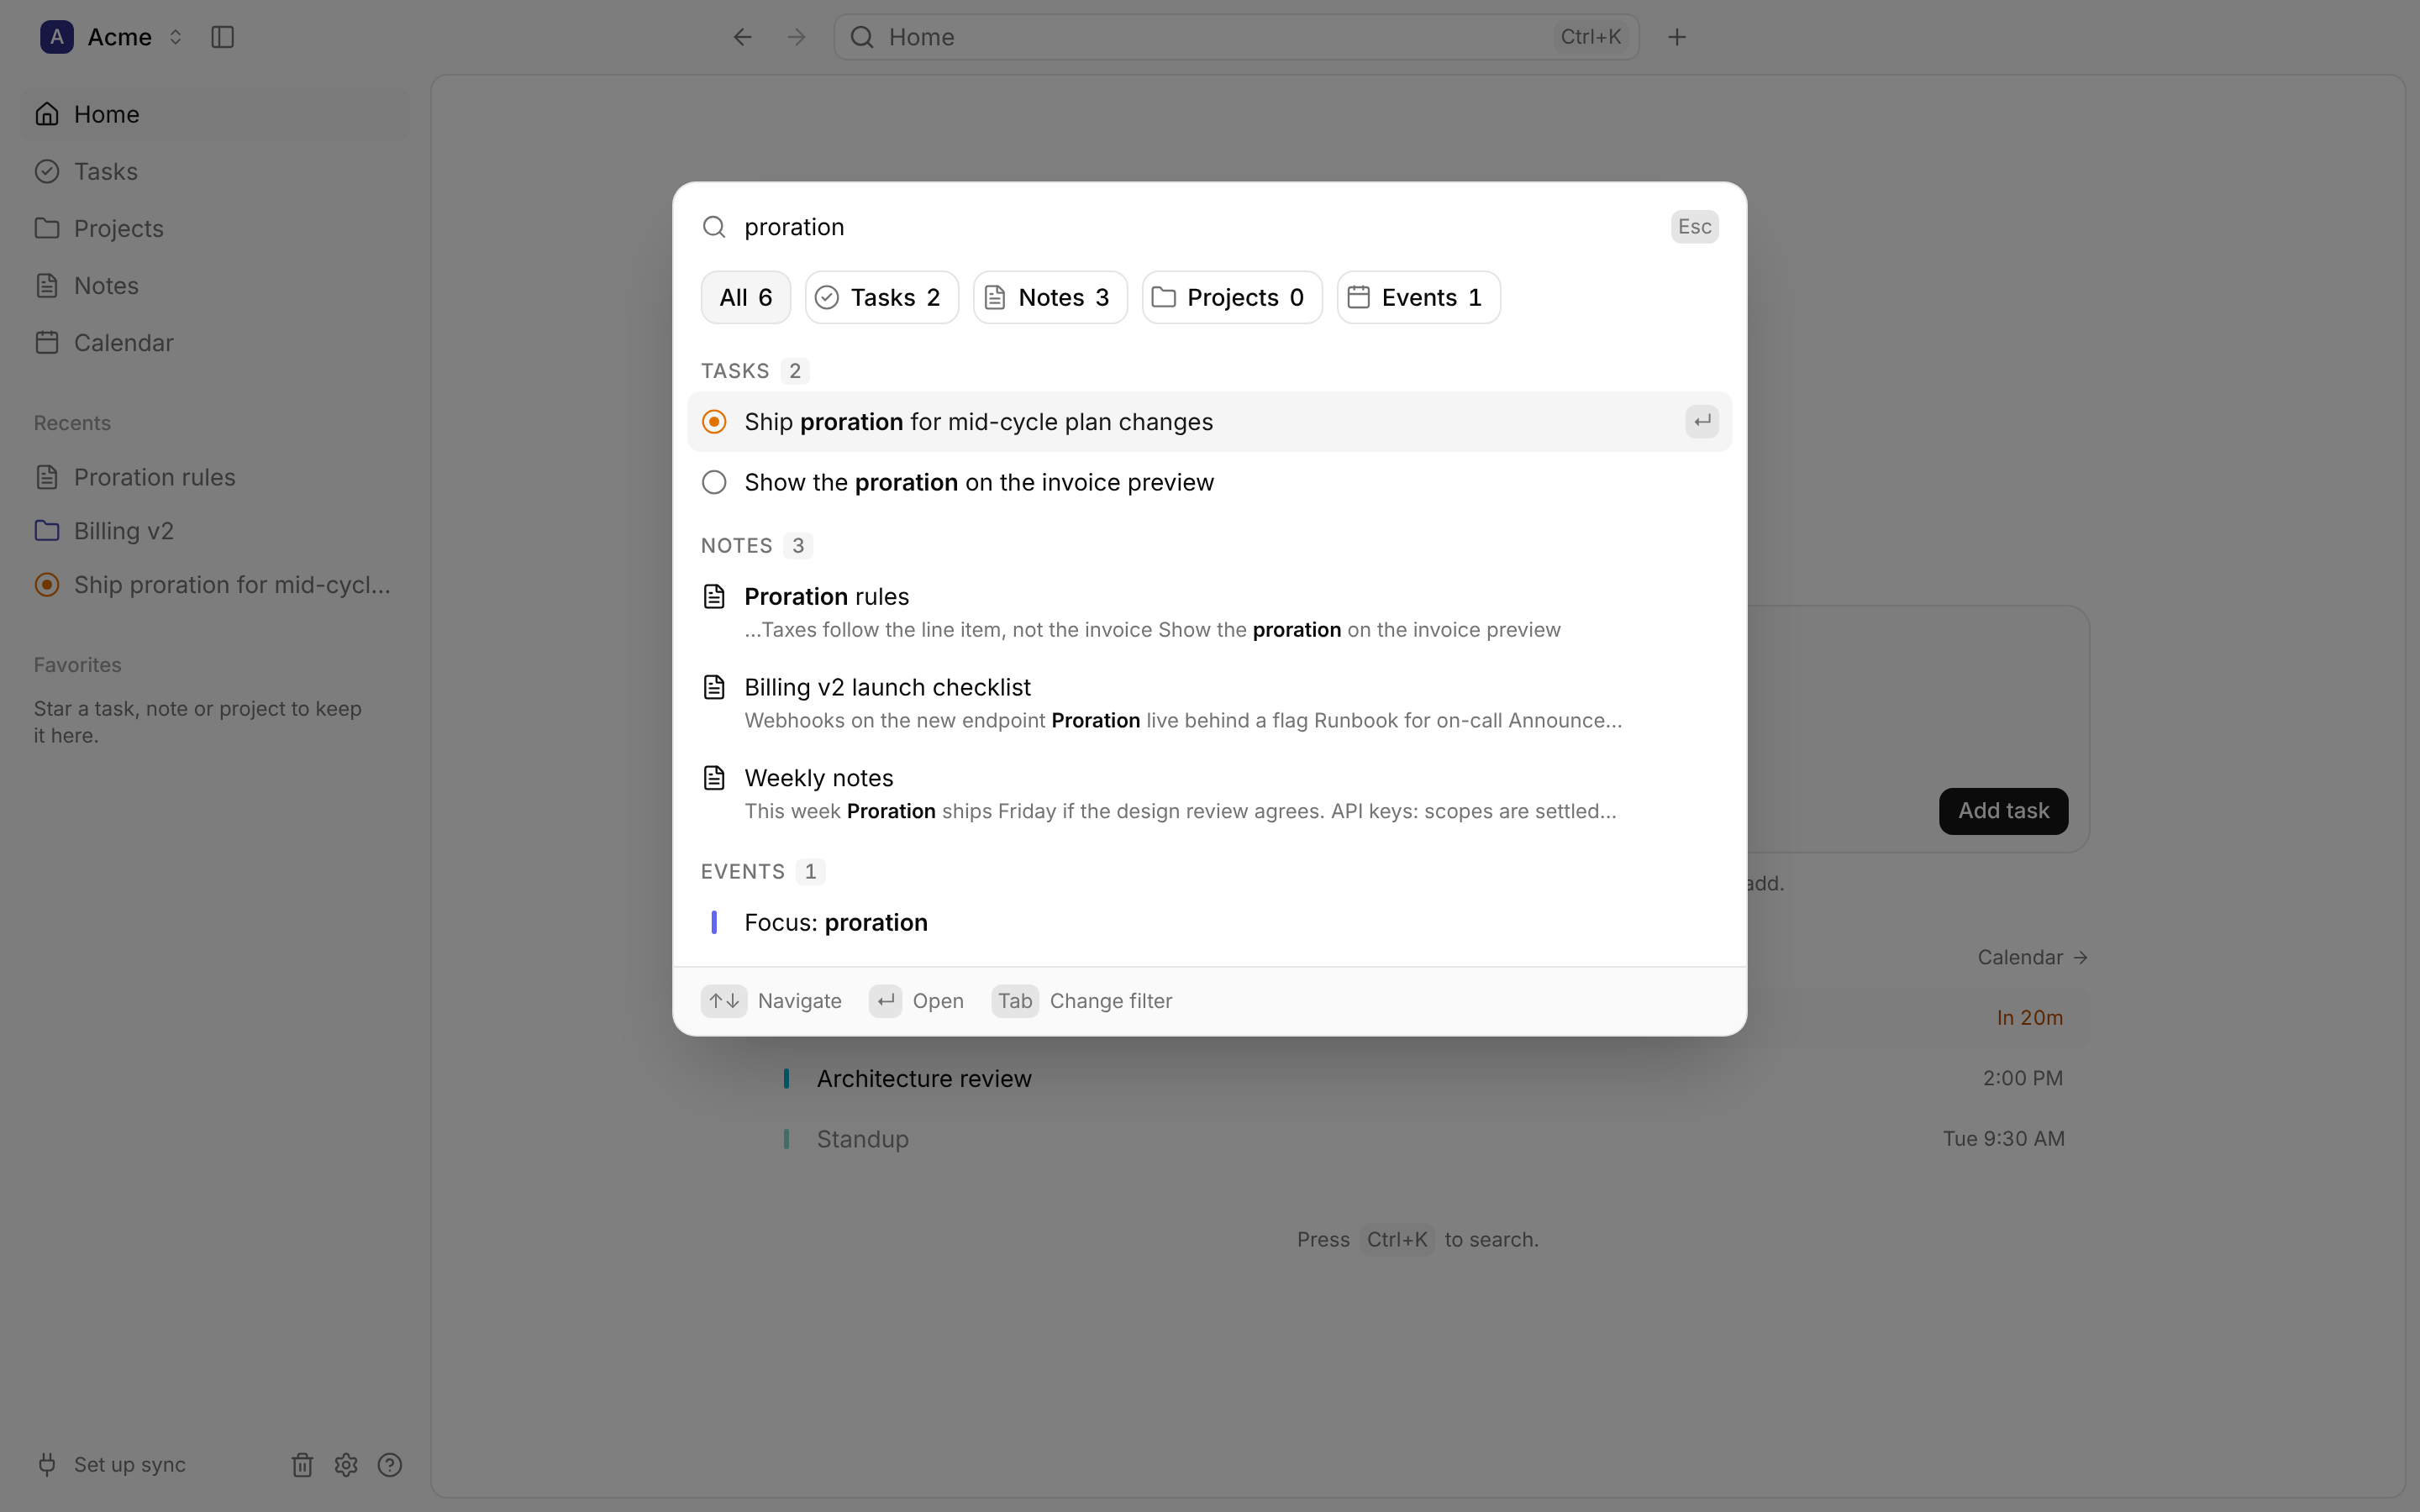 A Acme
Home Ctrl+K
Home
Tasks
Projects
Notes
Calendar
Recents
Proration rules
Billing v2
Ship proration for mid-cycl...
Favorites
Star a task, note or project to keep
it here.
Set up sync
proration Esc
All 6 Tasks 2 Notes 3 Projects 0 Events 1
TASKS 2
Ship proration for mid-cycle plan changes
Show the proration on the invoice preview
NOTES 3
Proration rules
...Taxes follow the line item, not the invoice Show the proration on the invoice preview
Billing v2 launch checklist
Webhooks on the new endpoint Proration live behind a flag Runbook for on-call Announce...
Weekly notes
This week Proration ships Friday if the design review agrees. API keys: scopes are settled...
EVENTS 1
Focus: proration
↑↓ Navigate ↵ Open Tab Change filter
Add task
add.
Calendar →
In 20m
Architecture review 2:00 PM
Standup Tue 9:30 AM
Press Ctrl+K to search.